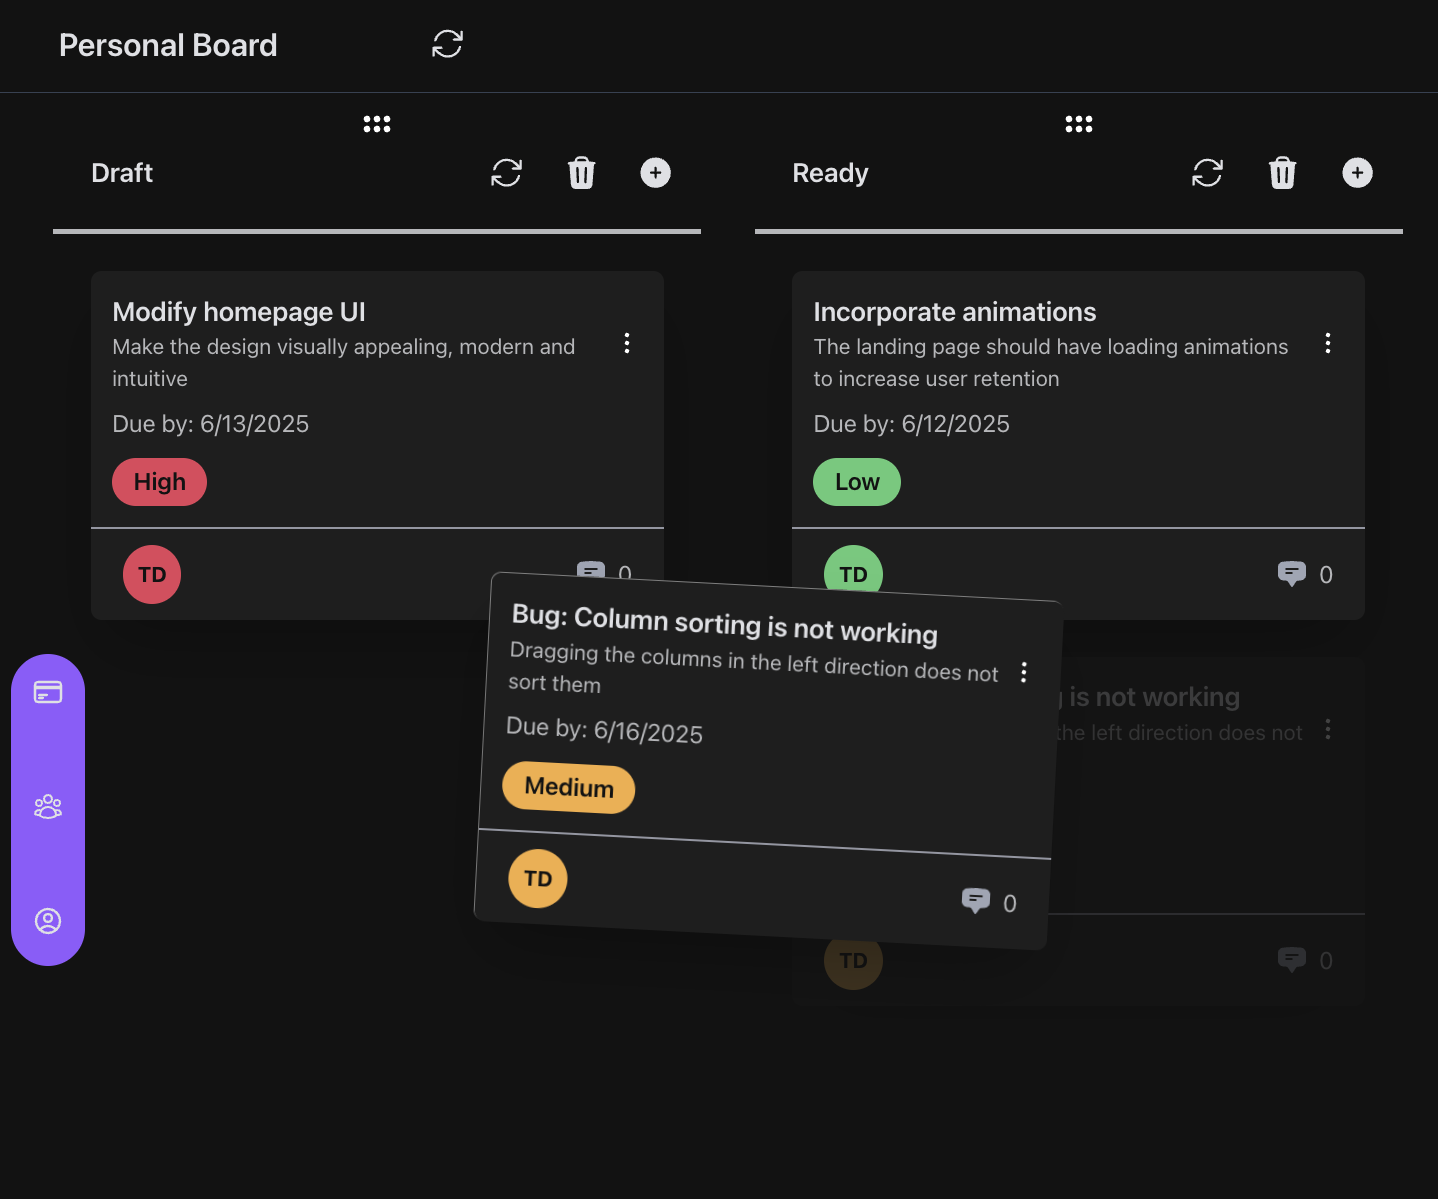 Personal Board
Draft
Modify homepage UI
Make the design visually appealing, modern and
intuitive
Due by: 6/13/2025
High
TD
0
Ready
Incorporate animations
The landing page should have loading animations
to increase user retention
Due by: 6/12/2025
Low
TD
0
Bug: Column sorting is not working
Dragging the columns in the left direction does not
sort them
Due by: 6/16/2025
Medium
TD
0
is not working
the left direction does not
TD
0